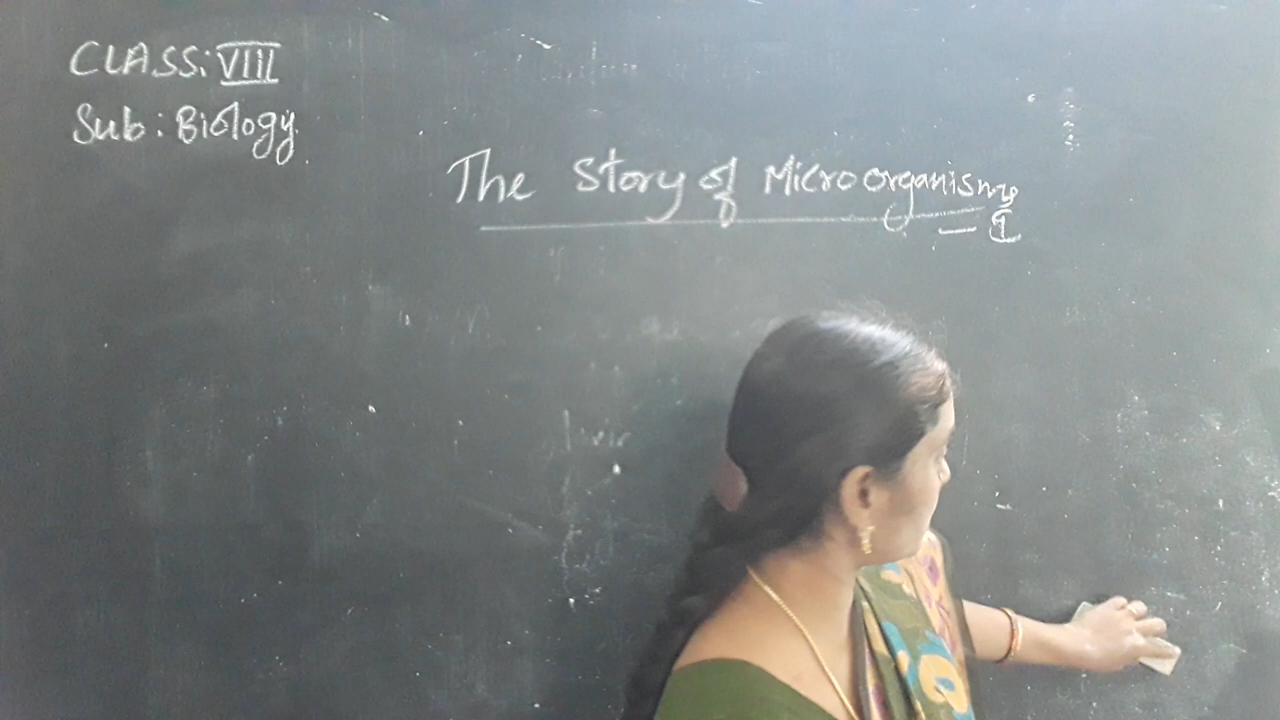 CLASS: VIII
Sub: Biology.
The Story of Microorganisms
- I